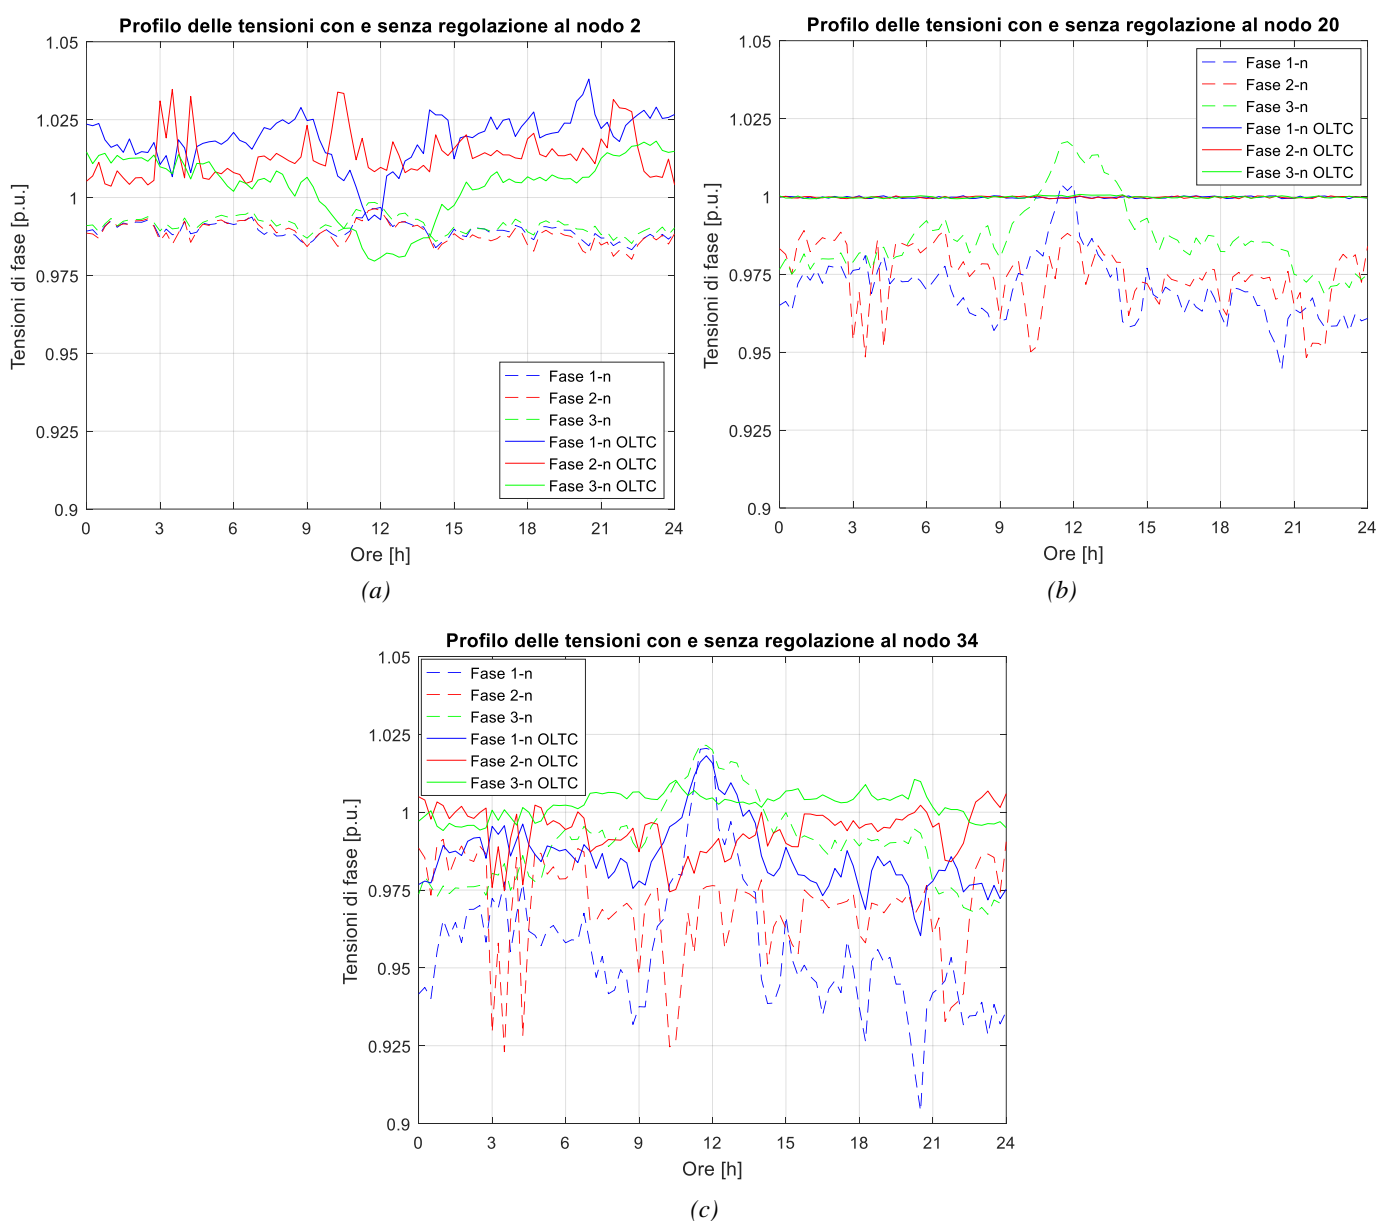 Profilo delle tensioni con e senza regolazione al nodo 2
1.05
1.025
1
0.975
0.95
0.925
0.9
Tensioni di fase [p.u.]
Fase 1-n
Fase 2-n
Fase 3-n
Fase 1-n OLTC
Fase 2-n OLTC
Fase 3-n OLTC
0 3 6 9 12 15 18 21 24
Ore [h]
(a)
Profilo delle tensioni con e senza regolazione al nodo 20
1.05
1.025
1
0.975
0.95
0.925
0.9
Tensioni di fase [p.u.]
Fase 1-n
Fase 2-n
Fase 3-n
Fase 1-n OLTC
Fase 2-n OLTC
Fase 3-n OLTC
0 3 6 9 12 15 18 21 24
Ore [h]
(b)
Profilo delle tensioni con e senza regolazione al nodo 34
1.05
1.025
1
0.975
0.95
0.925
0.9
Tensioni di fase [p.u.]
Fase 1-n
Fase 2-n
Fase 3-n
Fase 1-n OLTC
Fase 2-n OLTC
Fase 3-n OLTC
0 3 6 9 12 15 18 21 24
Ore [h]
(c)